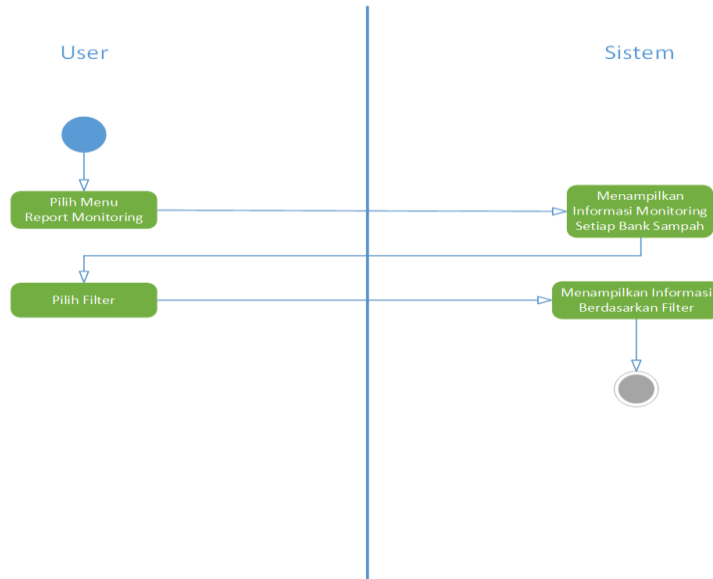 User
Sistem
Pilih Menu
Report Monitoring
Menampilkan
Informasi Monitoring
Setiap Bank Sampah
Pilih Filter
Menampilkan Informasi
Berdasarkan Filter